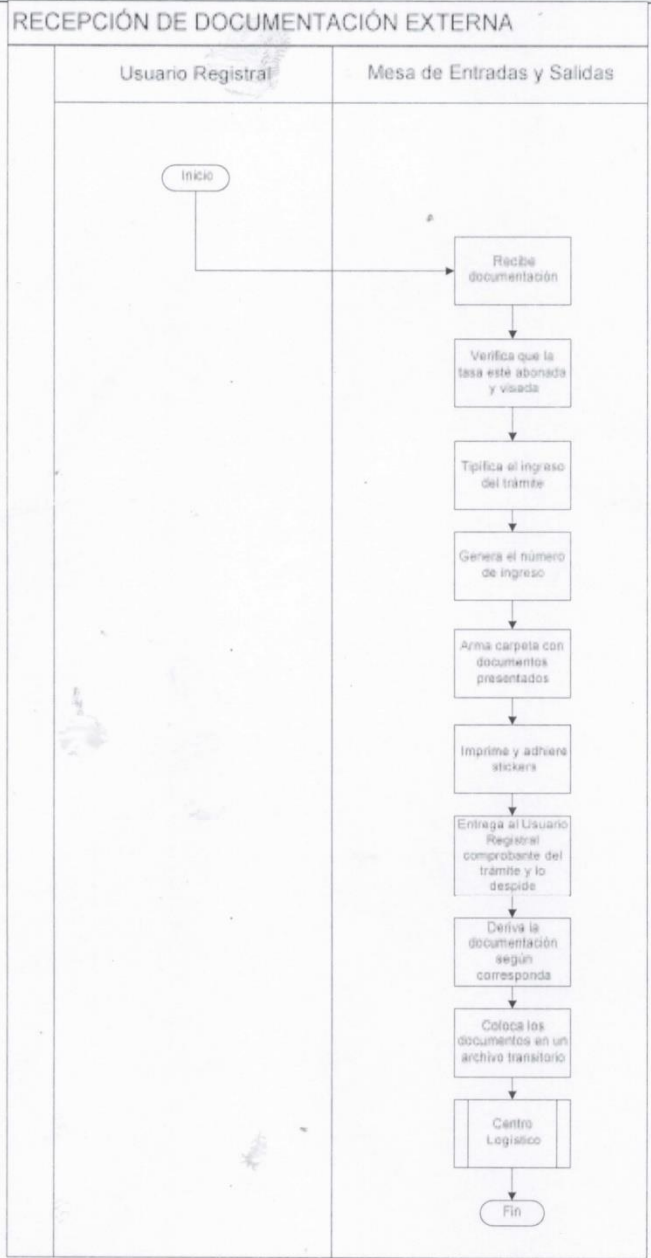 RECEPCIÓN DE DOCUMENTACIÓN EXTERNA
Usuario Registral
Mesa de Entradas y Salidas
Inicio
Recibe
documentación
Verifica que la
tasa esté abonada
y visada
Tipifica el ingreso
del trámite
Genera el número
de ingreso
Arma carpeta con
documentos
presentados
Imprime y adhiere
stickers
Entrega al Usuario
Registral
comprobante del
trámite y lo
despide
Deriva la
documentación
según
corresponda
Coloca los
documentos en un
archivo transitorio
Centro
Logístico
Fin